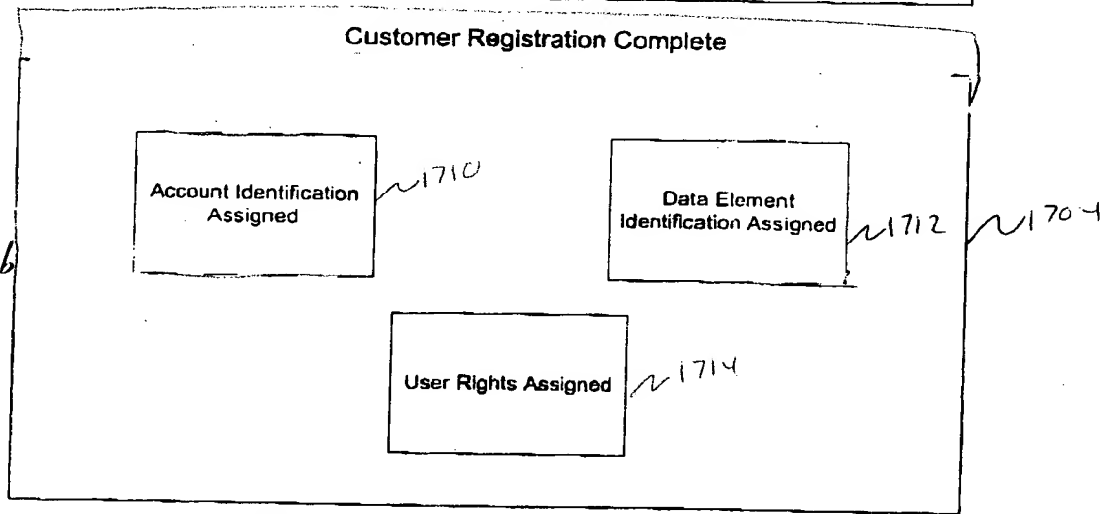 Customer Registration Complete
Account Identification
Assigned
1710
Data Element
Identification Assigned
1712
1704
User Rights Assigned
1714